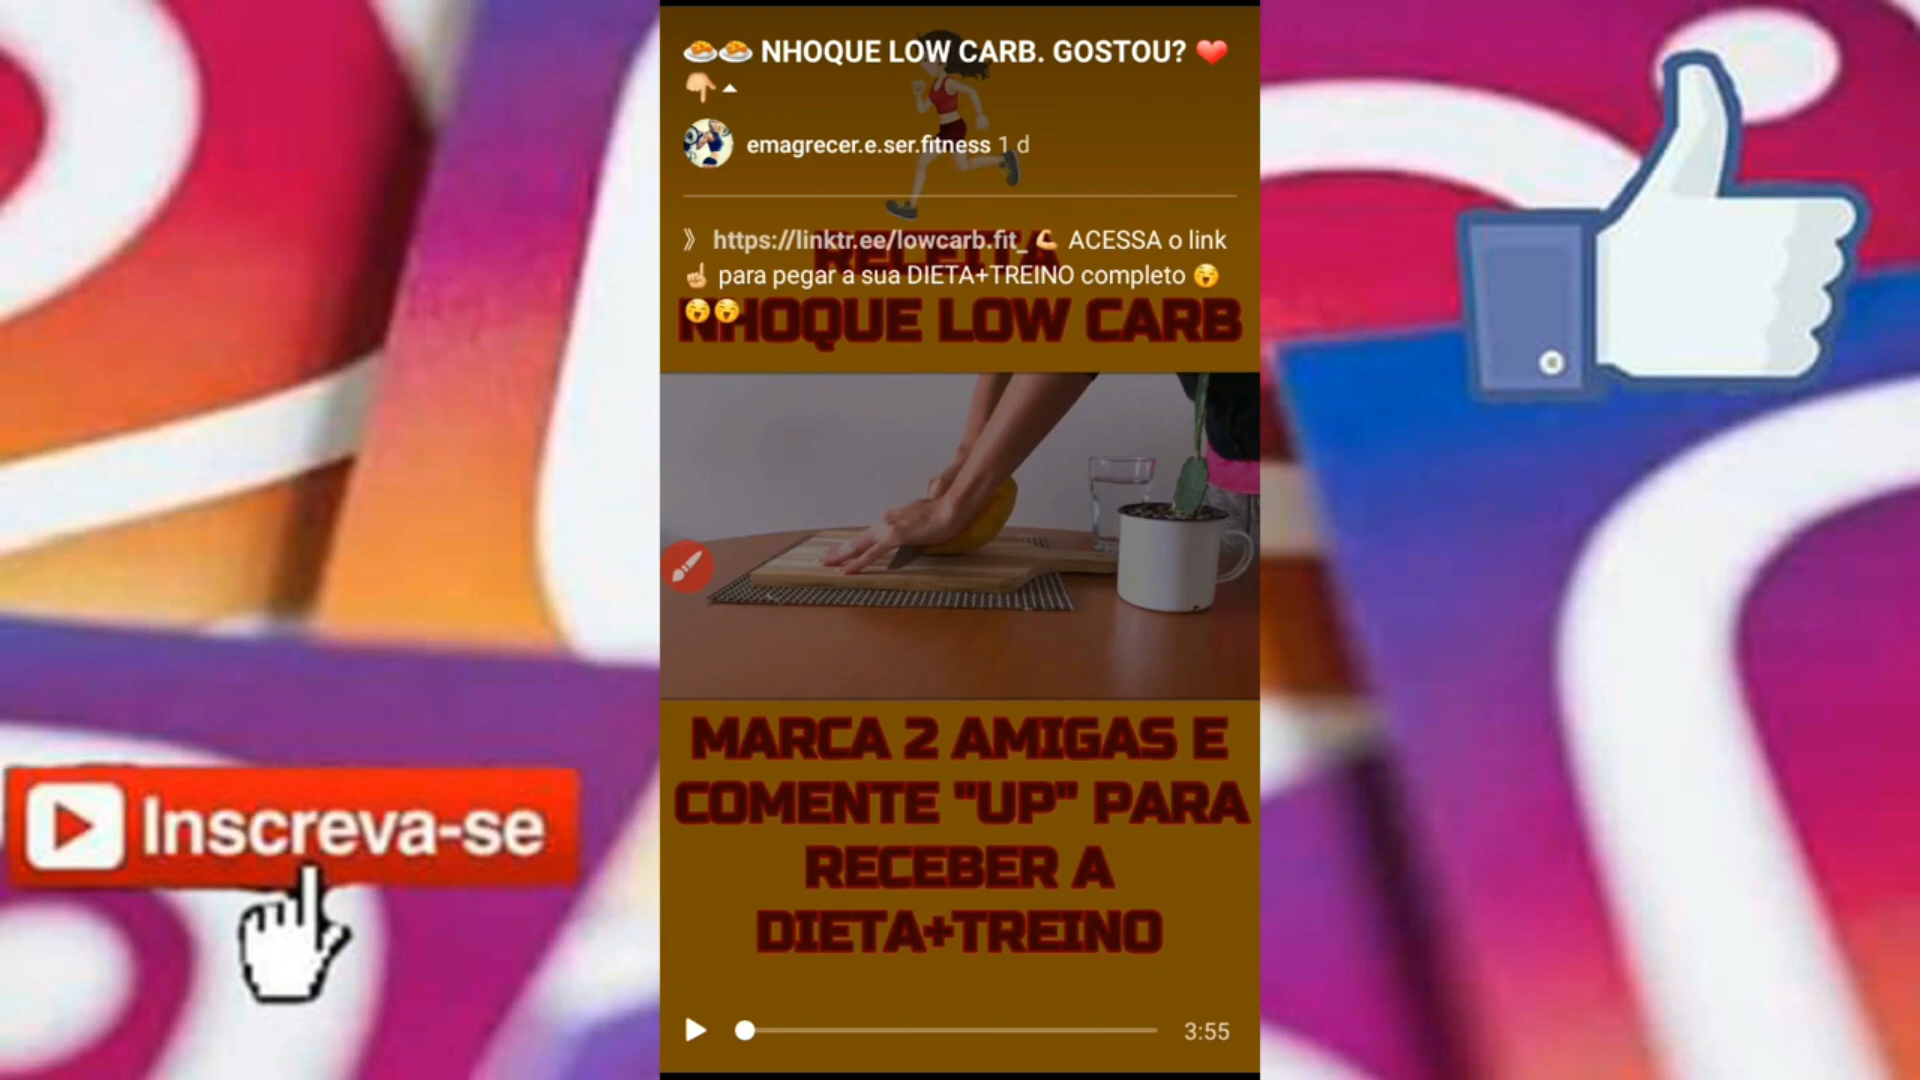 NHOQUE LOW CARB. GOSTOU? ❤️
👇🏼
emagrecer.e.ser.fitness 1 d
》 https://linktr.ee/lowcarb.fit_ 💪🏼 ACESSA o link
☝🏼 para pegar a sua DIETA+TREINO completo 😲
RECEITA
NHOQUE LOW CARB
MARCA 2 AMIGAS E
COMENTE "UP" PARA
RECEBER A
DIETA+TREINO
Inscreva-se
3:55